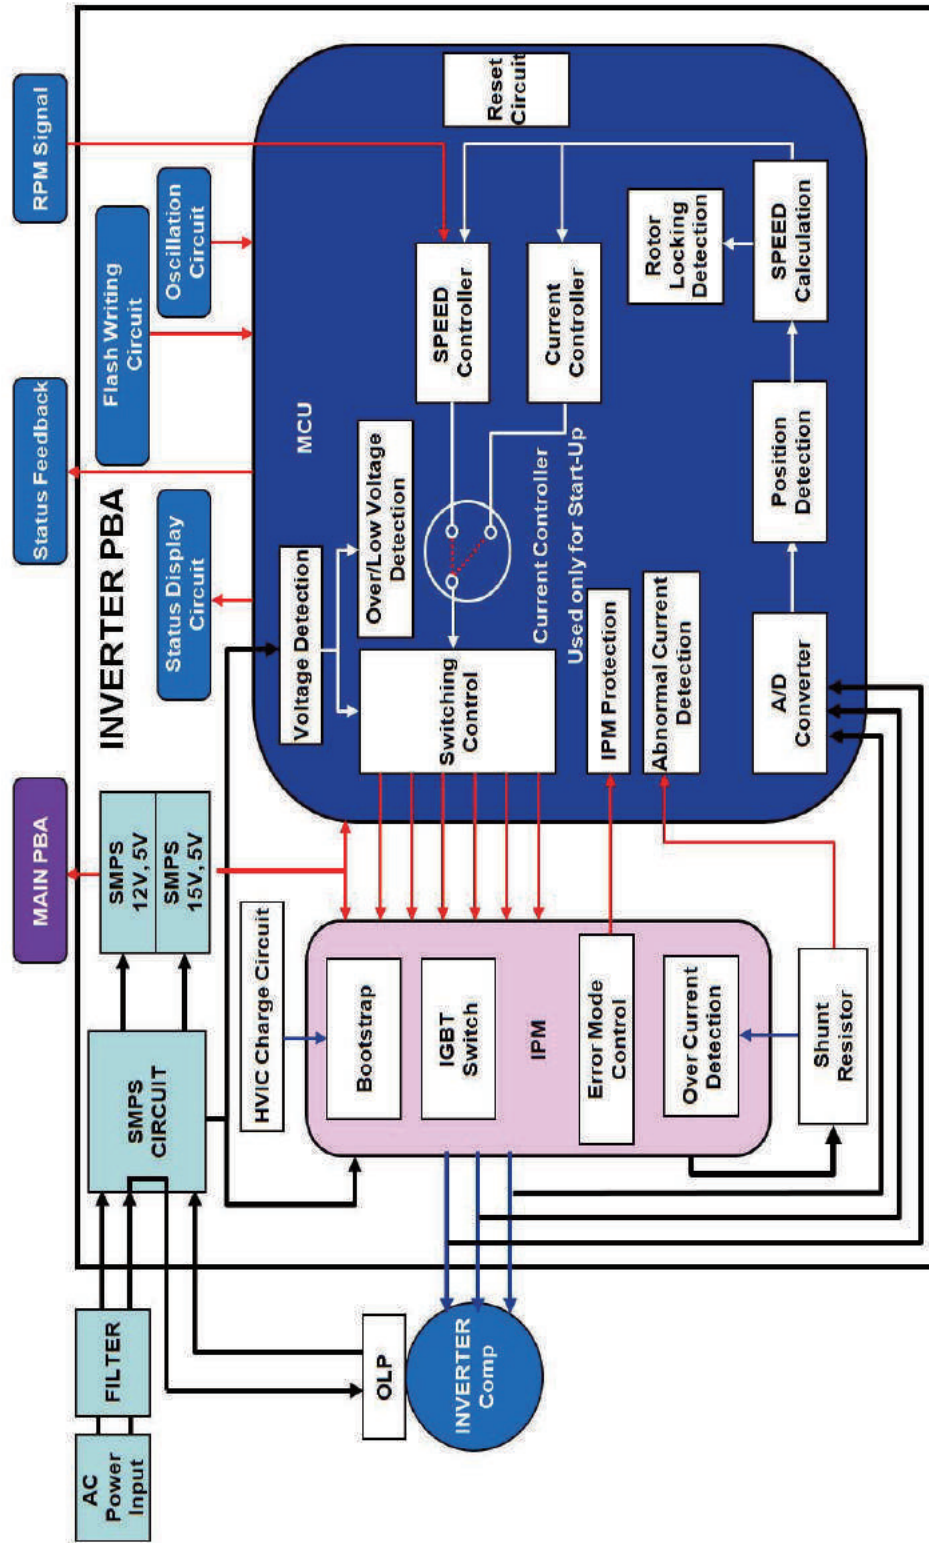 AC
Power
Input
FILTER
OLP
INVERTER
Comp
SMPS
CIRCUIT
SMPS
12V, 5V
SMPS
15V, 5V
MAIN PBA
INVERTER PBA
HVIC Charge Circuit
Bootstrap
IGBT
Switch
IPM
Error Mode
Control
Over Current
Detection
Shunt
Resistor
Status Display
Circuit
Status Feedback
Flash Writing
Circuit
Oscillation
Circuit
RPM Signal
MCU
Voltage Detection
Over/Low Voltage
Detection
Switching
Control
Current Controller
Used only for Start-Up
IPM Protection
Abnormal Current
Detection
SPEED
Controller
Current
Controller
Reset
Circuit
Rotor
Locking
Detection
A/D
Converter
Position
Detection
SPEED
Calculation